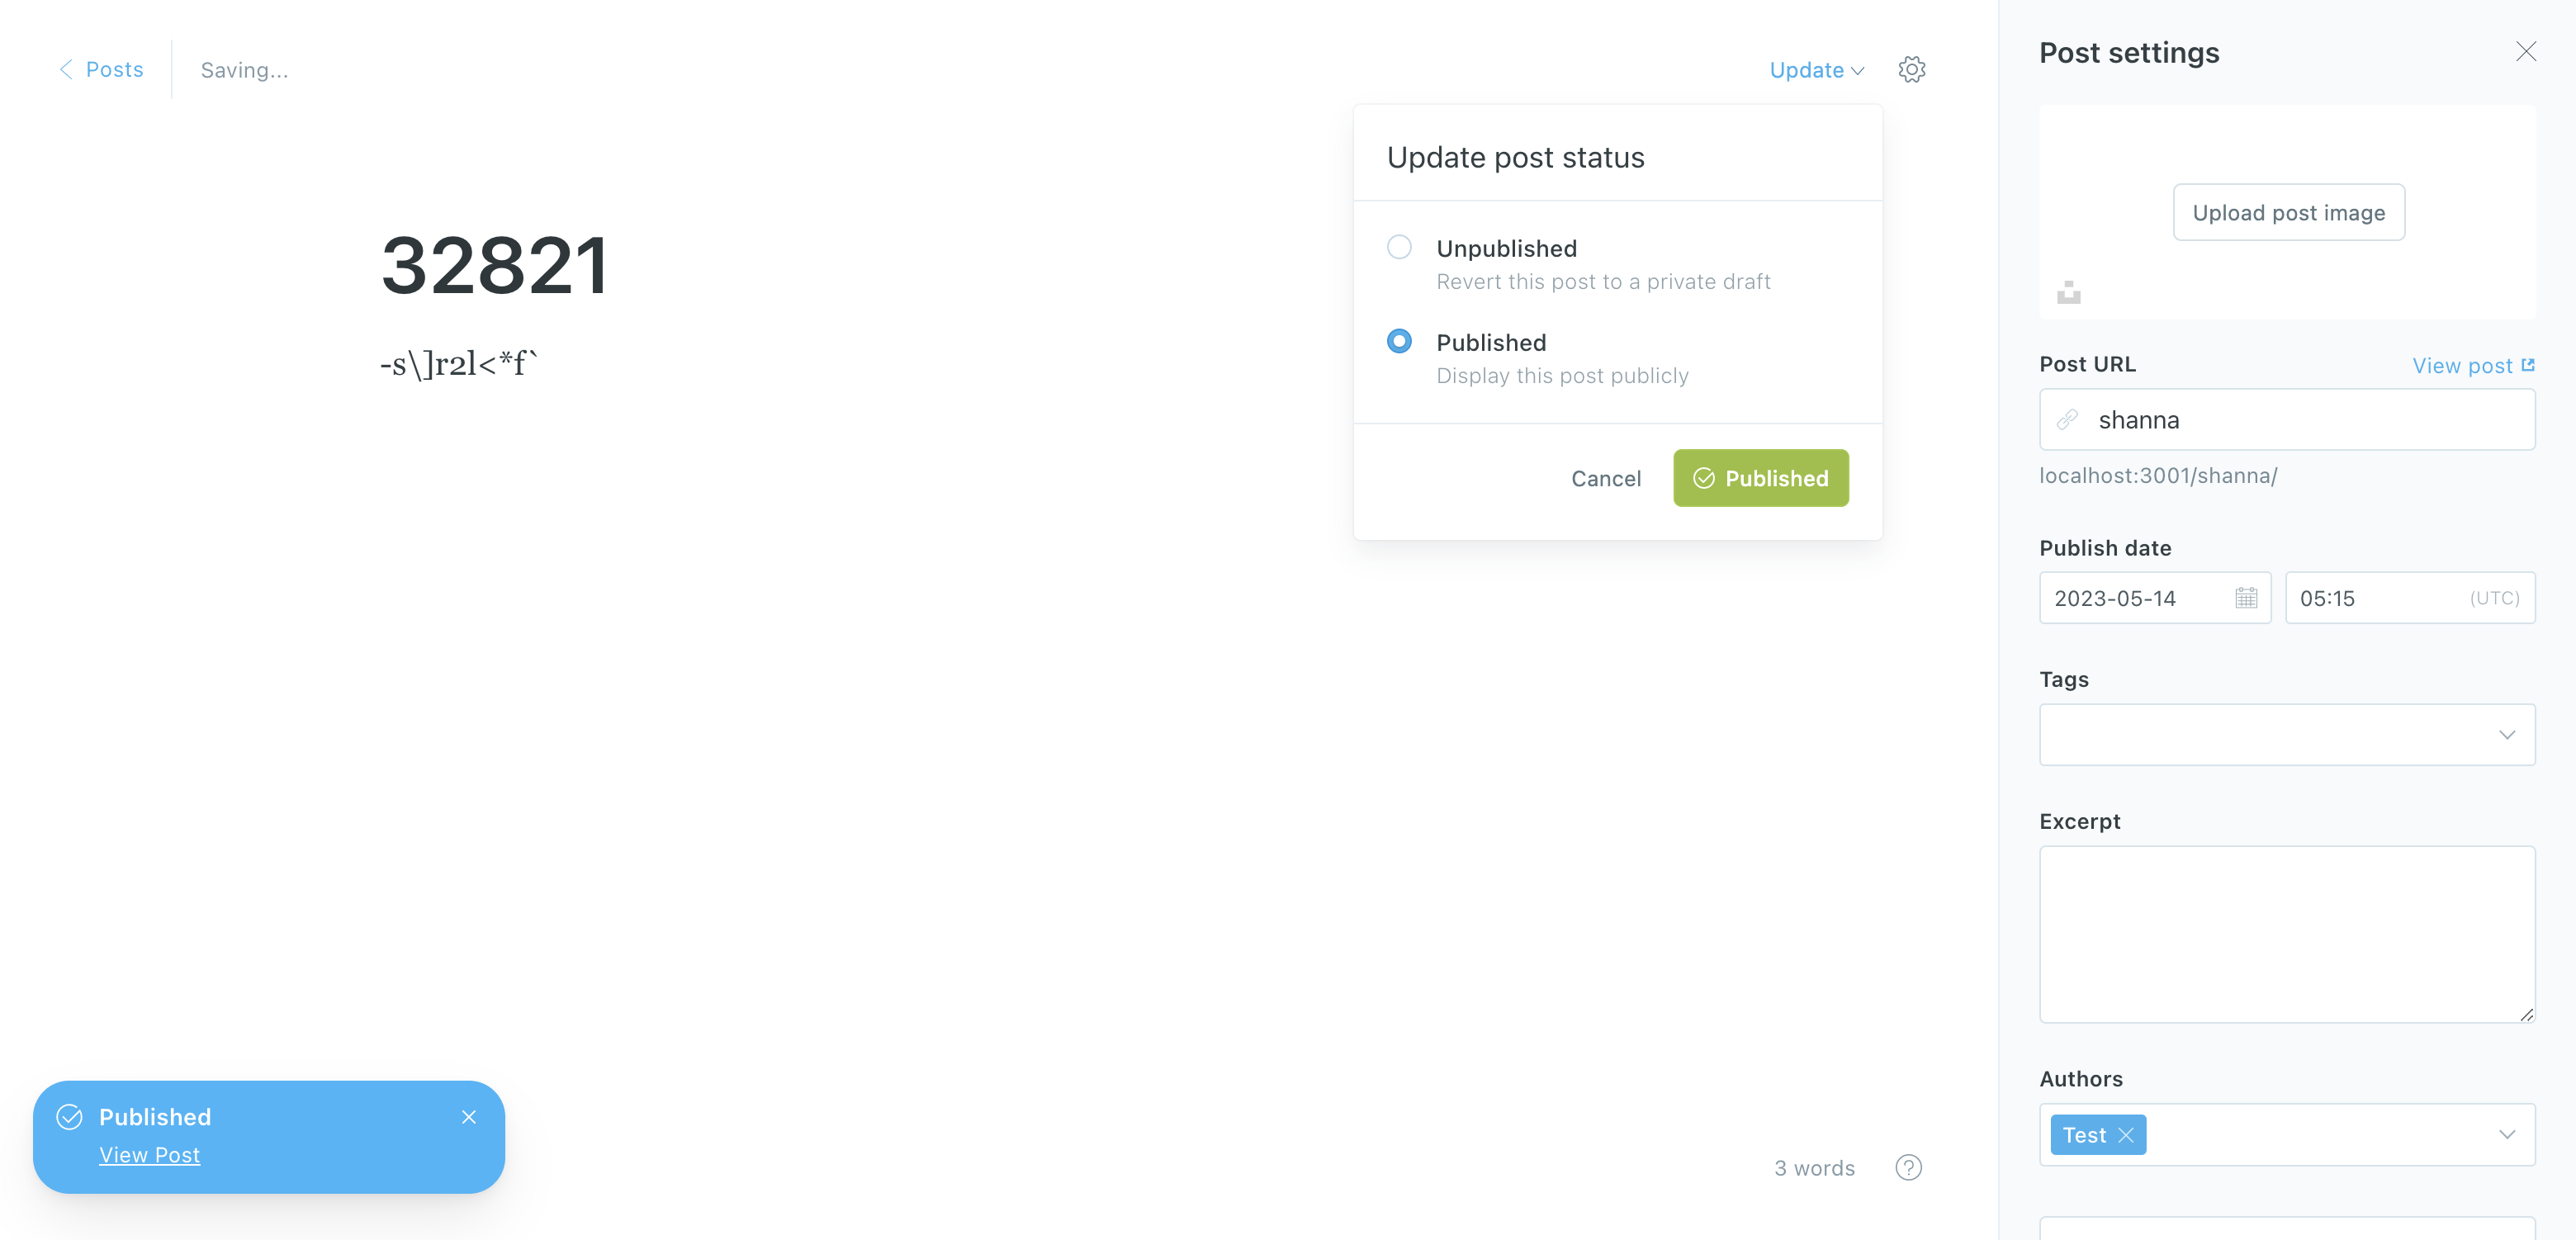 Posts
Saving...
Update
32821
-s\]r2l<*f`
Update post status
Unpublished
Revert this post to a private draft
Published
Display this post publicly
Cancel
Published
Published
View Post
3 words
?
Post settings
Upload post image
Post URL
View post
shanna
localhost:3001/shanna/
Publish date
2023-05-14
05:15 (UTC)
Tags
Excerpt
Authors
Test